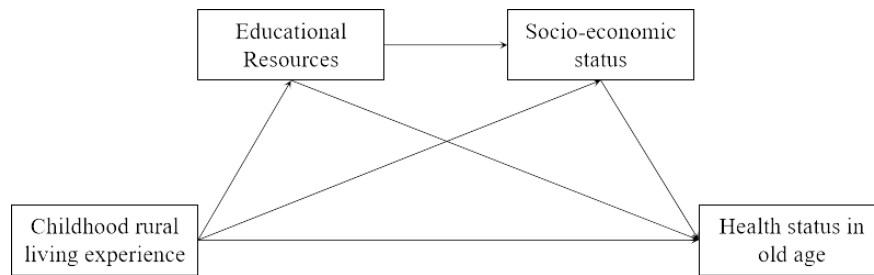 Educational
Resources
Socio-economic
status
Childhood rural
living experience
Health status in
old age